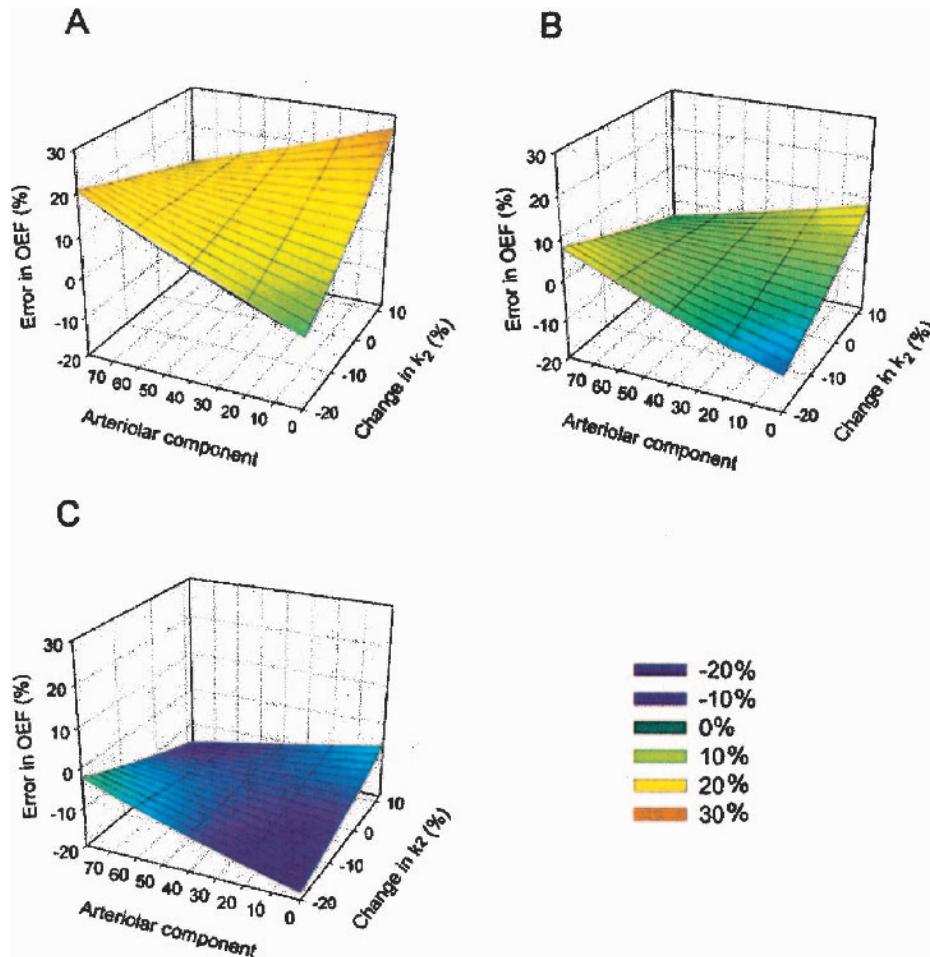 A
Error in OEF (%)
30
20
10
0
-10
-20
70 60 50 40 30 20 10 0
Arteriolar component
-20
-10
0
10
Change in k2 (%)
B
Error in OEF (%)
30
20
10
0
-10
-20
70 60 50 40 30 20 10 0
Arteriolar component
-20
-10
0
10
Change in k2 (%)
C
Error in OEF (%)
30
20
10
0
-10
-20
70 60 50 40 30 20 10 0
Arteriolar component
-20
-10
0
10
Change in k2 (%)
-20%
-10%
0%
10%
20%
30%